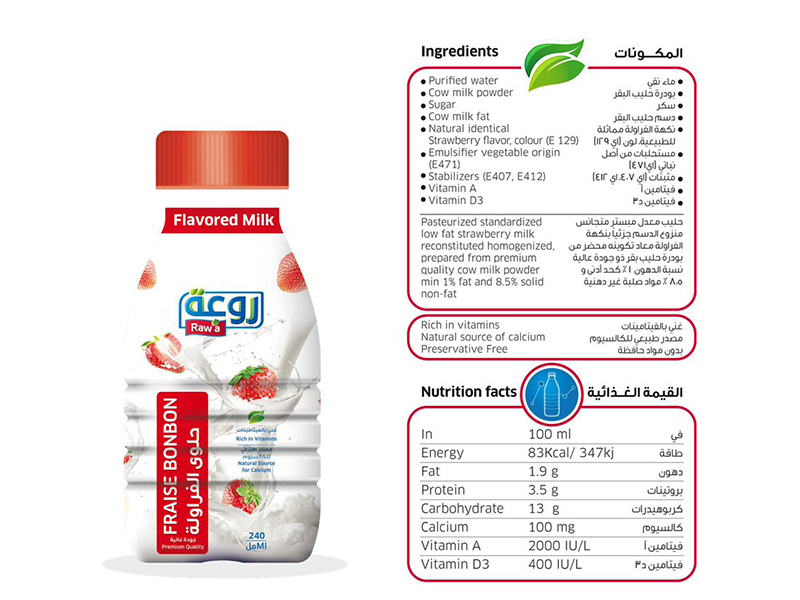 Flavored Milk
روعة
Raw'a
FRAISE BONBON
حلوى الفراولة
جودة عالية
Premium Quality
غني بالفيتامينات
Rich in Vitamins
مصدر طبيعي
للكالسيوم
Natural Source
for Calcium
240
مل Ml
Ingredients
المكونات
Purified water
ماء نقي
Cow milk powder
بودرة حليب البقر
Sugar
سكر
Cow milk fat
دسم حليب البقر
Natural identical
نكهة الفراولة مماثلة
Strawberry flavor, colour (E 129)
للطبيعية، لون (اي ١٢٩)
Emulsifier vegetable origin
مستحلبات من أصل
(E471)
نباتي (اي٤٧١)
Stabilizers (E407, E412)
مثبتات (اي ٤٠٧، اي ٤١٢)
Vitamin A
فيتامين أ
Vitamin D3
فيتامين د٣
Pasteurized standardized
low fat strawberry milk
reconstituted homogenized,
prepared from premium
quality cow milk powder
min 1% fat and 8.5% solid
non-fat
حليب معدل مبستر متجانس
منزوع الدسم جزئيا بنكهة
الفراولة معاد تكوينه محضر من
بودرة حليب بقر ذو جودة عالية
نسبة الدهون ١٪ كحد أدنى و
٨،٥٪ مواد صلبة غير دهنية
Rich in vitamins
غني بالفيتامينات
Natural source of calcium
مصدر طبيعي للكالسيوم
Preservative Free
بدون مواد حافظة
Nutrition facts
القيمة الغذائية
In 100 ml في
Energy 83Kcal/ 347kj طاقة
Fat 1.9 g دهون
Protein 3.5 g بروتينات
Carbohydrate 13 g كربوهيدرات
Calcium 100 mg كالسيوم
Vitamin A 2000 IU/L فيتامين أ
Vitamin D3 400 IU/L فيتامين د٣